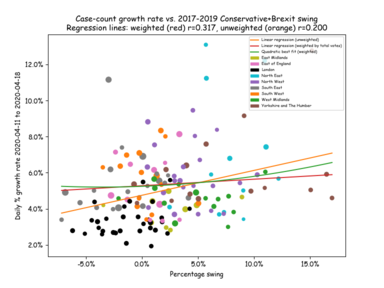 Case-count growth rate vs. 2017-2019 Conservative+Brexit swing
Regression lines: weighted (red) r=0.317, unweighted (orange) r=0.200
Linear regression (unweighted)
Linear regression (weighted by total votes)
Quadratic best fit (weighted)
East Midlands
East of England
London
North East
North West
South East
South West
West Midlands
Yorkshire and The Humber
Daily % growth rate 2020-04-11 to 2020-04-18
12.0%
10.0%
8.0%
6.0%
4.0%
2.0%
-5.0%
0.0%
5.0%
10.0%
15.0%
Percentage swing